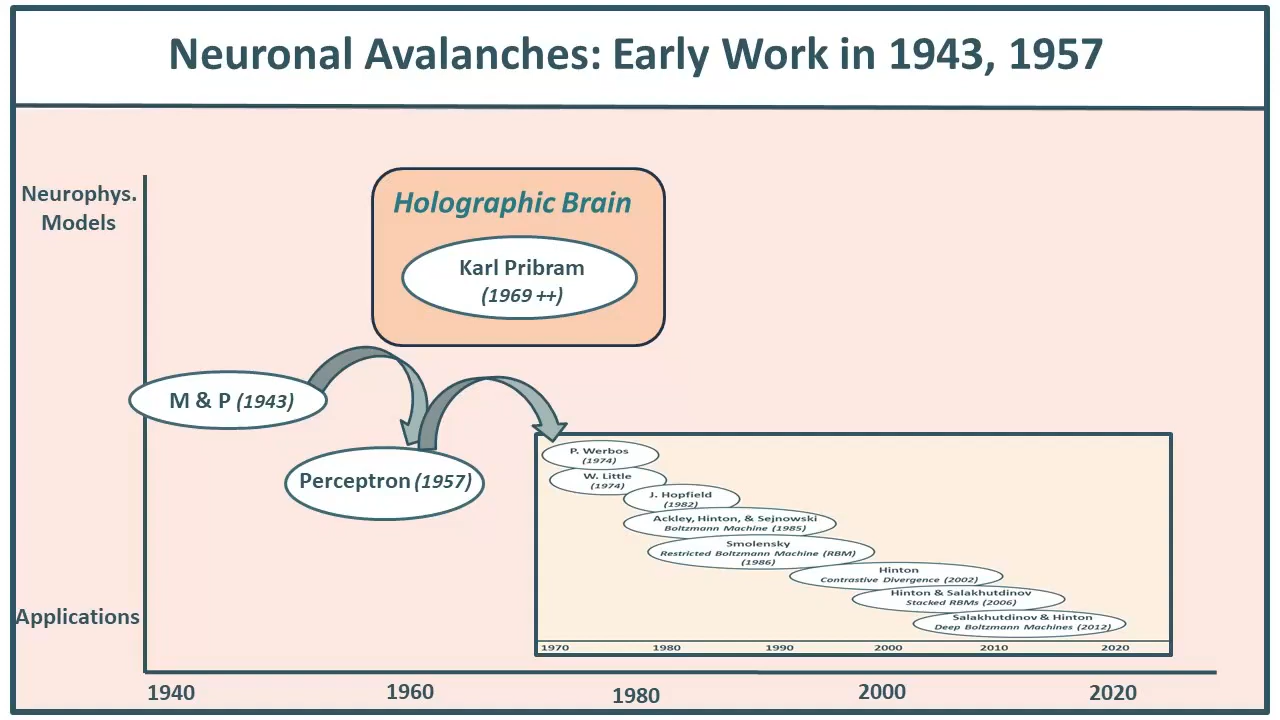 Neuronal Avalanches: Early Work in 1943, 1957
Neurophys.
Models
Holographic Brain
Karl Pribram
(1969 ++)
M & P (1943)
Perceptron (1957)
P. Werbos
(1974)
W. Little
(1974)
J. Hopfield
(1982)
Ackley, Hinton, & Sejnowski
Boltzmann Machine (1985)
Smolensky
Restricted Boltzmann Machine (RBM)
(1986)
Hinton
Contrastive Divergence (2002)
Hinton & Salakhutdinov
Stacked RBMs (2006)
Salakhutdinov & Hinton
Deep Boltzmann Machines (2012)
1970 1980 1990 2000 2010 2020
Applications
1940 1960 1980 2000 2020